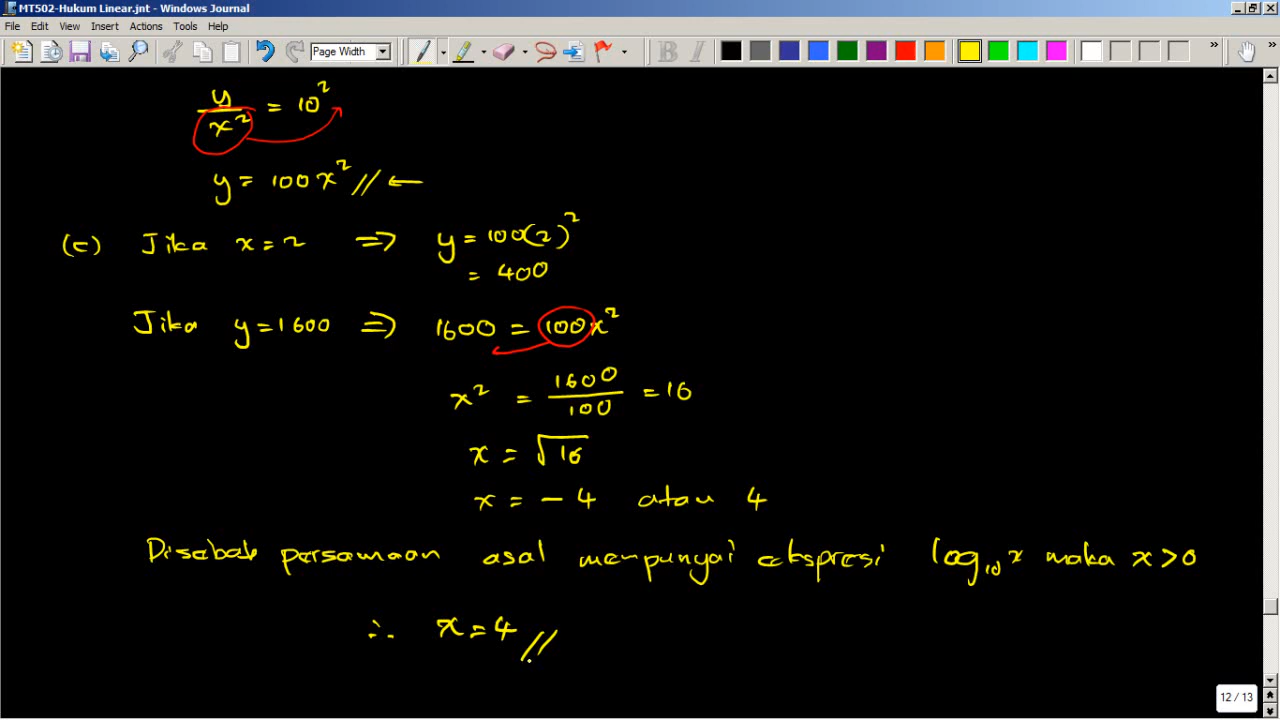 MT502-Hukum Linear.jnt - Windows Journal
File Edit View Insert Actions Tools Help
Page Width
y/x² = 10²
y = 100x² // ←
(c) Jika x = 2 ⇒ y = 100(2)²
= 400
Jika y = 1600 ⇒ 1600 = 100x²
x² = 1600/100 = 16
x = √16
x = -4 atau 4
Disebab persamaan asal mempunyai ekspresi log₁₀ x maka x > 0
∴ x = 4 //
12 / 13